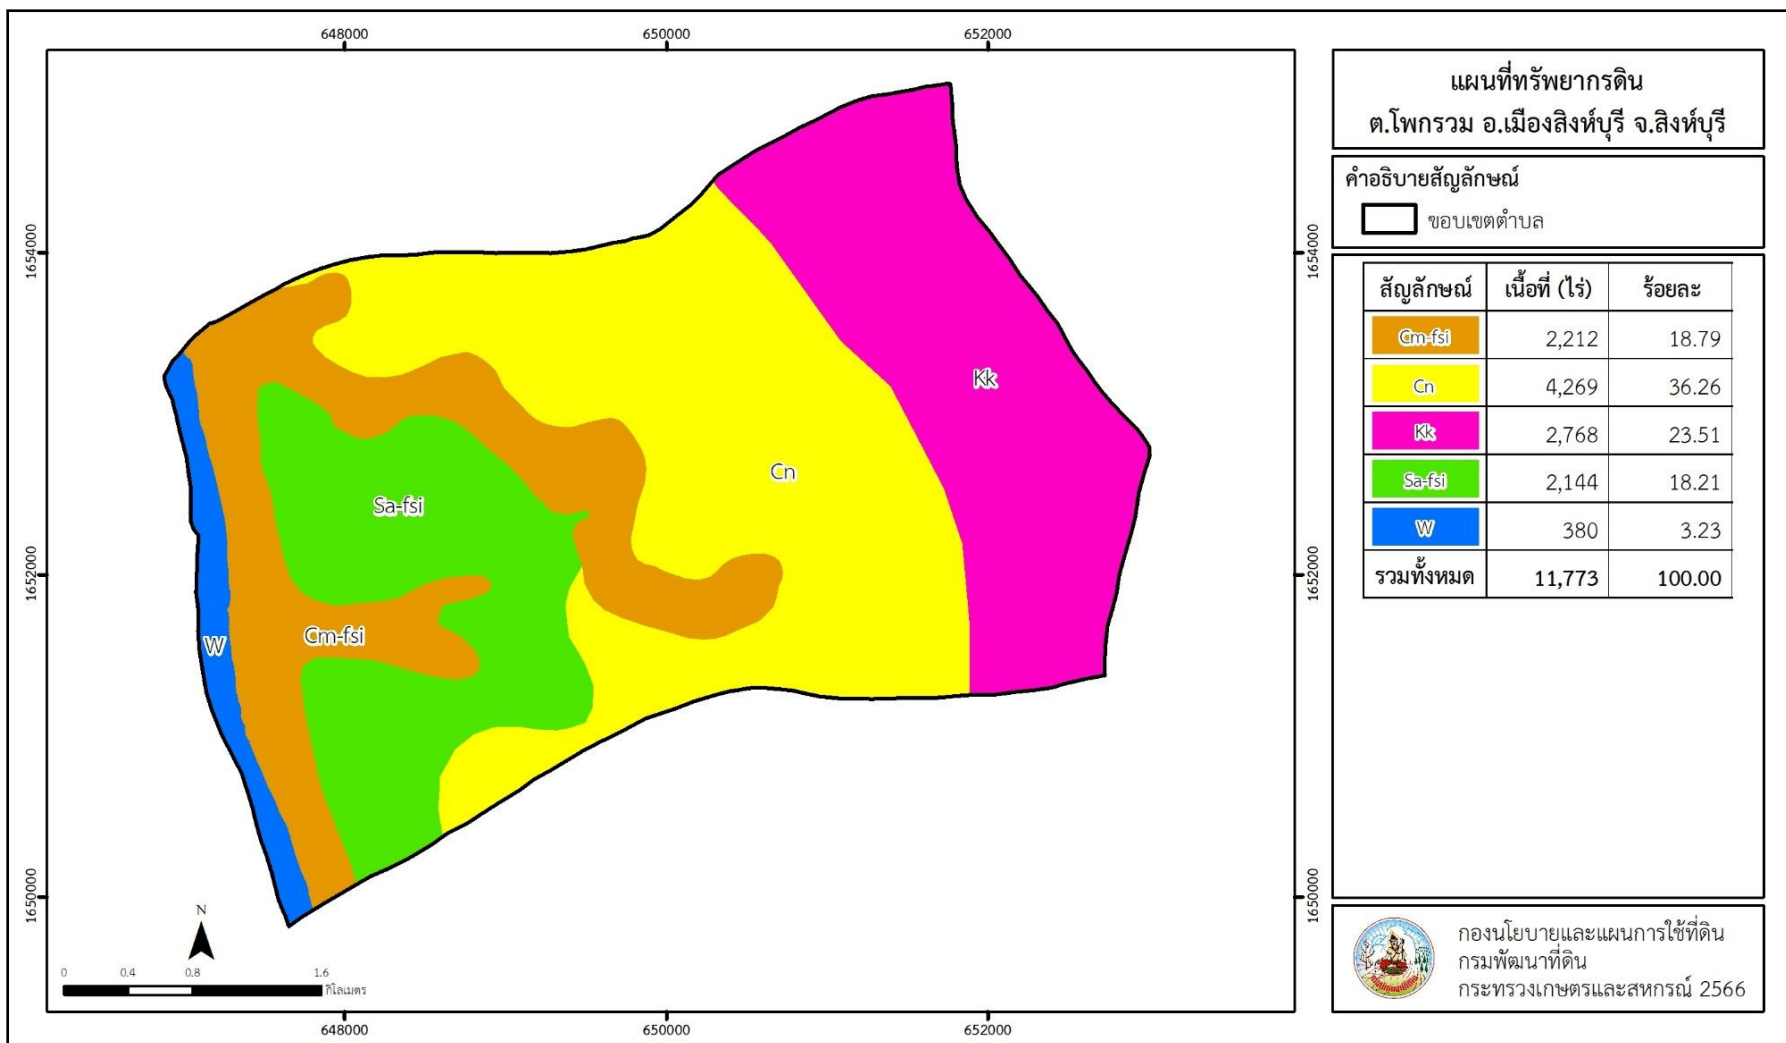 648000
650000
652000
1654000
1652000
1650000
1654000
1652000
1650000
648000
650000
652000
Kk
Cn
Sa-fsi
Cm-fsi
W
N
0 0.4 0.8 1.6
กิโลเมตร
แผนที่ทรัพยากรดิน
ต.โพกรวม อ.เมืองสิงห์บุรี จ.สิงห์บุรี
คำอธิบายสัญลักษณ์
ขอบเขตตำบล
สัญลักษณ์ เนื้อที่ (ไร่) ร้อยละ
Cm-fsi 2,212 18.79
Cn 4,269 36.26
Kk 2,768 23.51
Sa-fsi 2,144 18.21
W 380 3.23
รวมทั้งหมด 11,773 100.00
กองนโยบายและแผนการใช้ที่ดิน
กรมพัฒนาที่ดิน
กระทรวงเกษตรและสหกรณ์ 2566